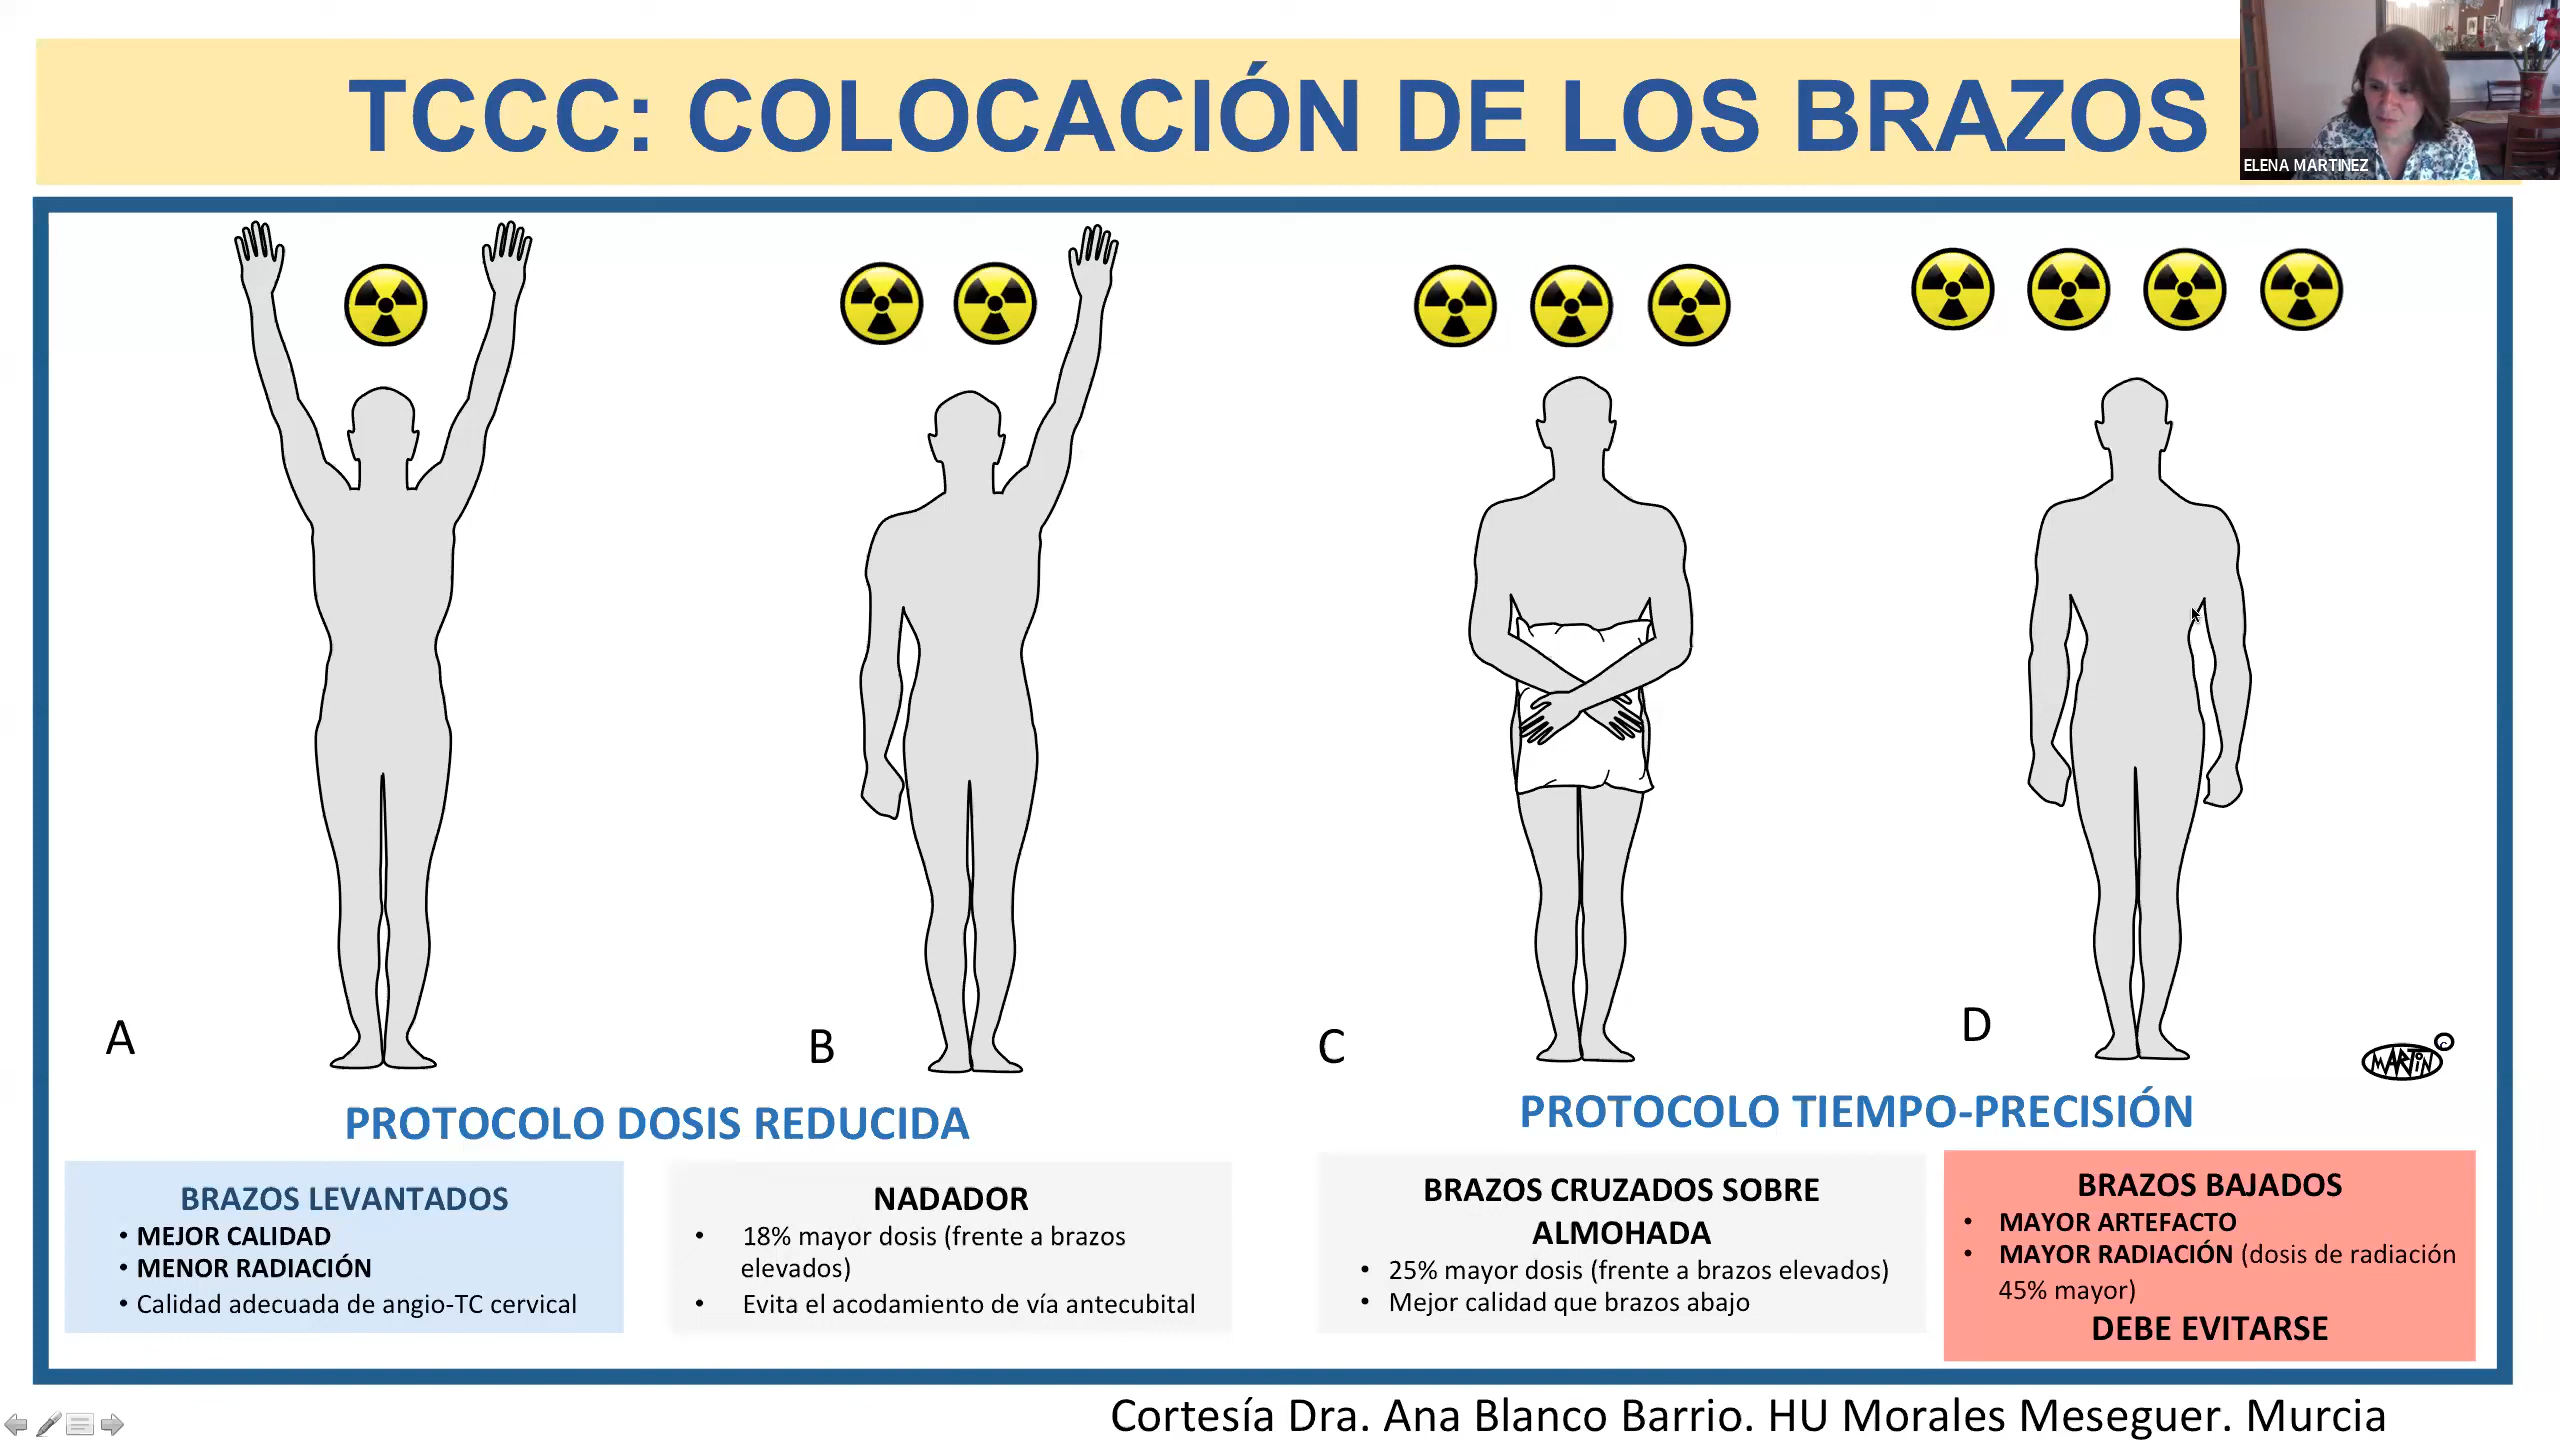 TCCC: COLOCACIÓN DE LOS BRAZOS
ELENA MARTINEZ
A
B
C
D
MARTIN
C
PROTOCOLO DOSIS REDUCIDA
PROTOCOLO TIEMPO-PRECISIÓN
BRAZOS LEVANTADOS
• MEJOR CALIDAD
• MENOR RADIACIÓN
• Calidad adecuada de angio-TC cervical
NADADOR
• 18% mayor dosis (frente a brazos
elevados)
• Evita el acodamiento de vía antecubital
BRAZOS CRUZADOS SOBRE
ALMOHADA
• 25% mayor dosis (frente a brazos elevados)
• Mejor calidad que brazos abajo
BRAZOS BAJADOS
• MAYOR ARTEFACTO
• MAYOR RADIACIÓN (dosis de radiación
45% mayor)
DEBE EVITARSE
Cortesía Dra. Ana Blanco Barrio. HU Morales Meseguer. Murcia